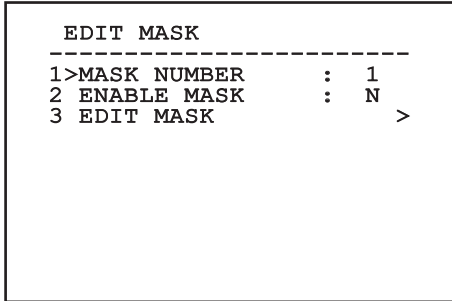 EDIT MASK
------------------------
1>MASK NUMBER : 1
2 ENABLE MASK : N
3 EDIT MASK >